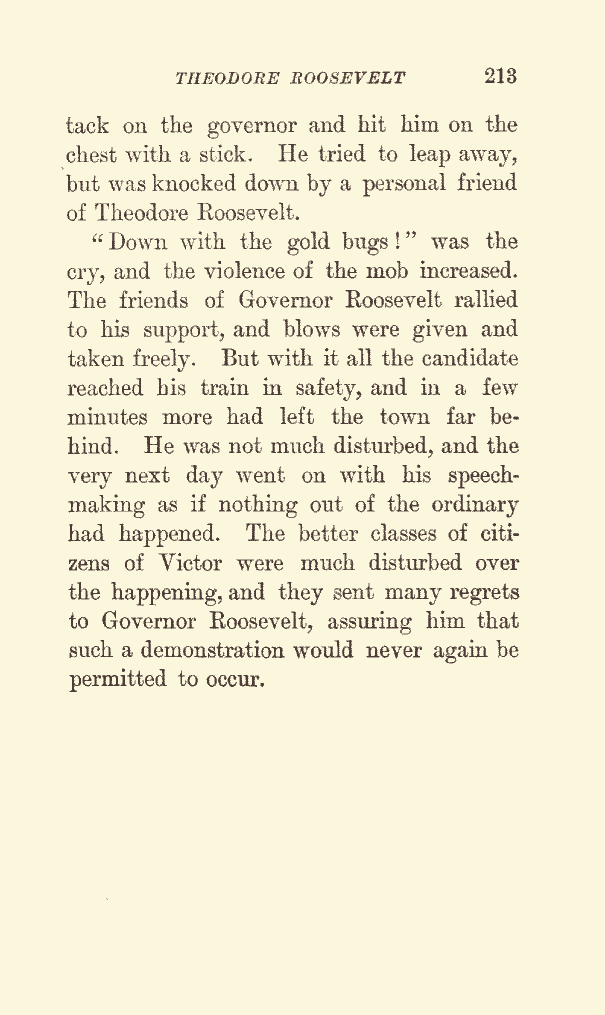 THEODORE ROOSEVELT 213
tack on the governor and hit him on the
chest with a stick. He tried to leap away,
but was knocked down by a personal friend
of Theodore Roosevelt.
“Down with the gold bugs!” was the
cry, and the violence of the mob increased.
The friends of Governor Roosevelt rallied
to his support, and blows were given and
taken freely. But with it all the candidate
reached his train in safety, and in a few
minutes more had left the town far be-
hind. He was not much disturbed, and the
very next day went on with his speech-
making as if nothing out of the ordinary
had happened. The better classes of citi-
zens of Victor were much disturbed over
the happening, and they sent many regrets
to Governor Roosevelt, assuring him that
such a demonstration would never again be
permitted to occur.